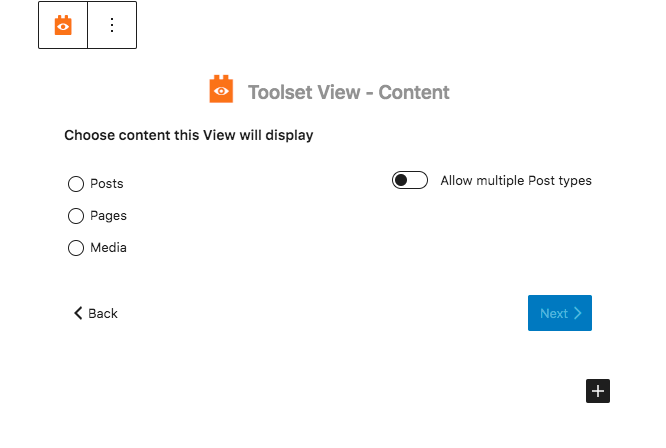 Toolset View - Content
Choose content this View will display
Posts
Allow multiple Post types
Pages
Media
Back
Next